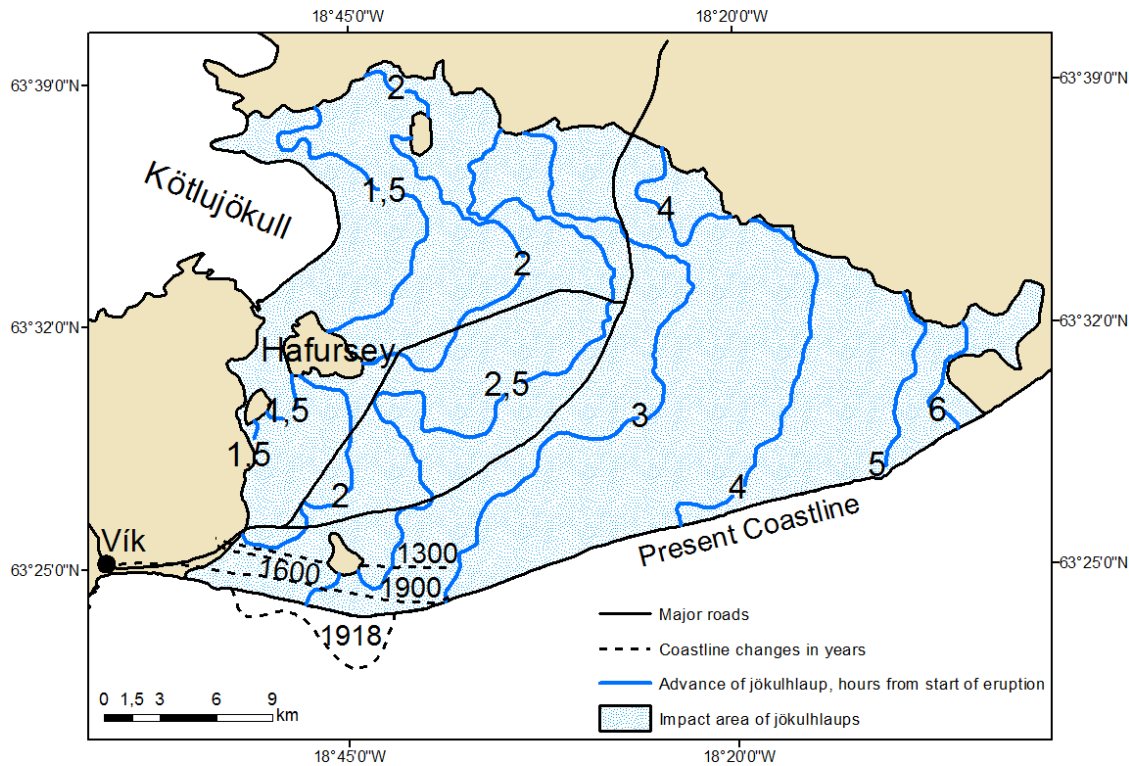 18°45'0"W 18°20'0"W
63°39'0"N 63°39'0"N
2
Kötlujökull
1,5
4
2
63°32'0"N 63°32'0"N
Hafursey
2,5
1,5 3 6
1,5
2 4 5
Present Coastline
Vík
1300
63°25'0"N 63°25'0"N
1600
1900
1918
Major roads
Coastline changes in years
Advance of jökulhlaup, hours from start of eruption
Impact area of jökulhlaups
0 1,5 3 6 9
km
18°45'0"W 18°20'0"W